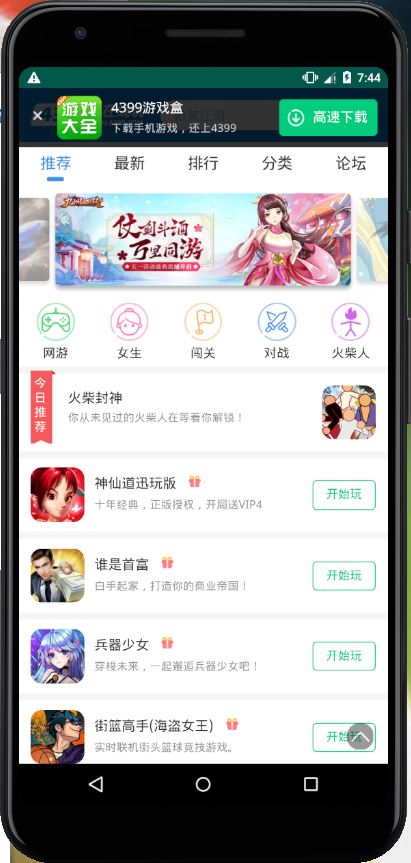 7:44
游戏
大全
4399游戏盒
下载手机游戏，还上4399
高速下载
推荐
最新
排行
分类
论坛
仗剑斗酒
万里同游
网游
女生
闯关
对战
火柴人
今日推荐
火柴封神
你从未见过的火柴人在等着你解锁！
神仙道迅玩版
十年经典，正版授权，开局送VIP4
开始玩
谁是首富
白手起家，打造你的商业帝国！
开始玩
兵器少女
穿梭未来，一起邂逅兵器少女吧！
开始玩
街篮高手(海盗女王)
实时联机街头篮球竞技游戏。
开始玩